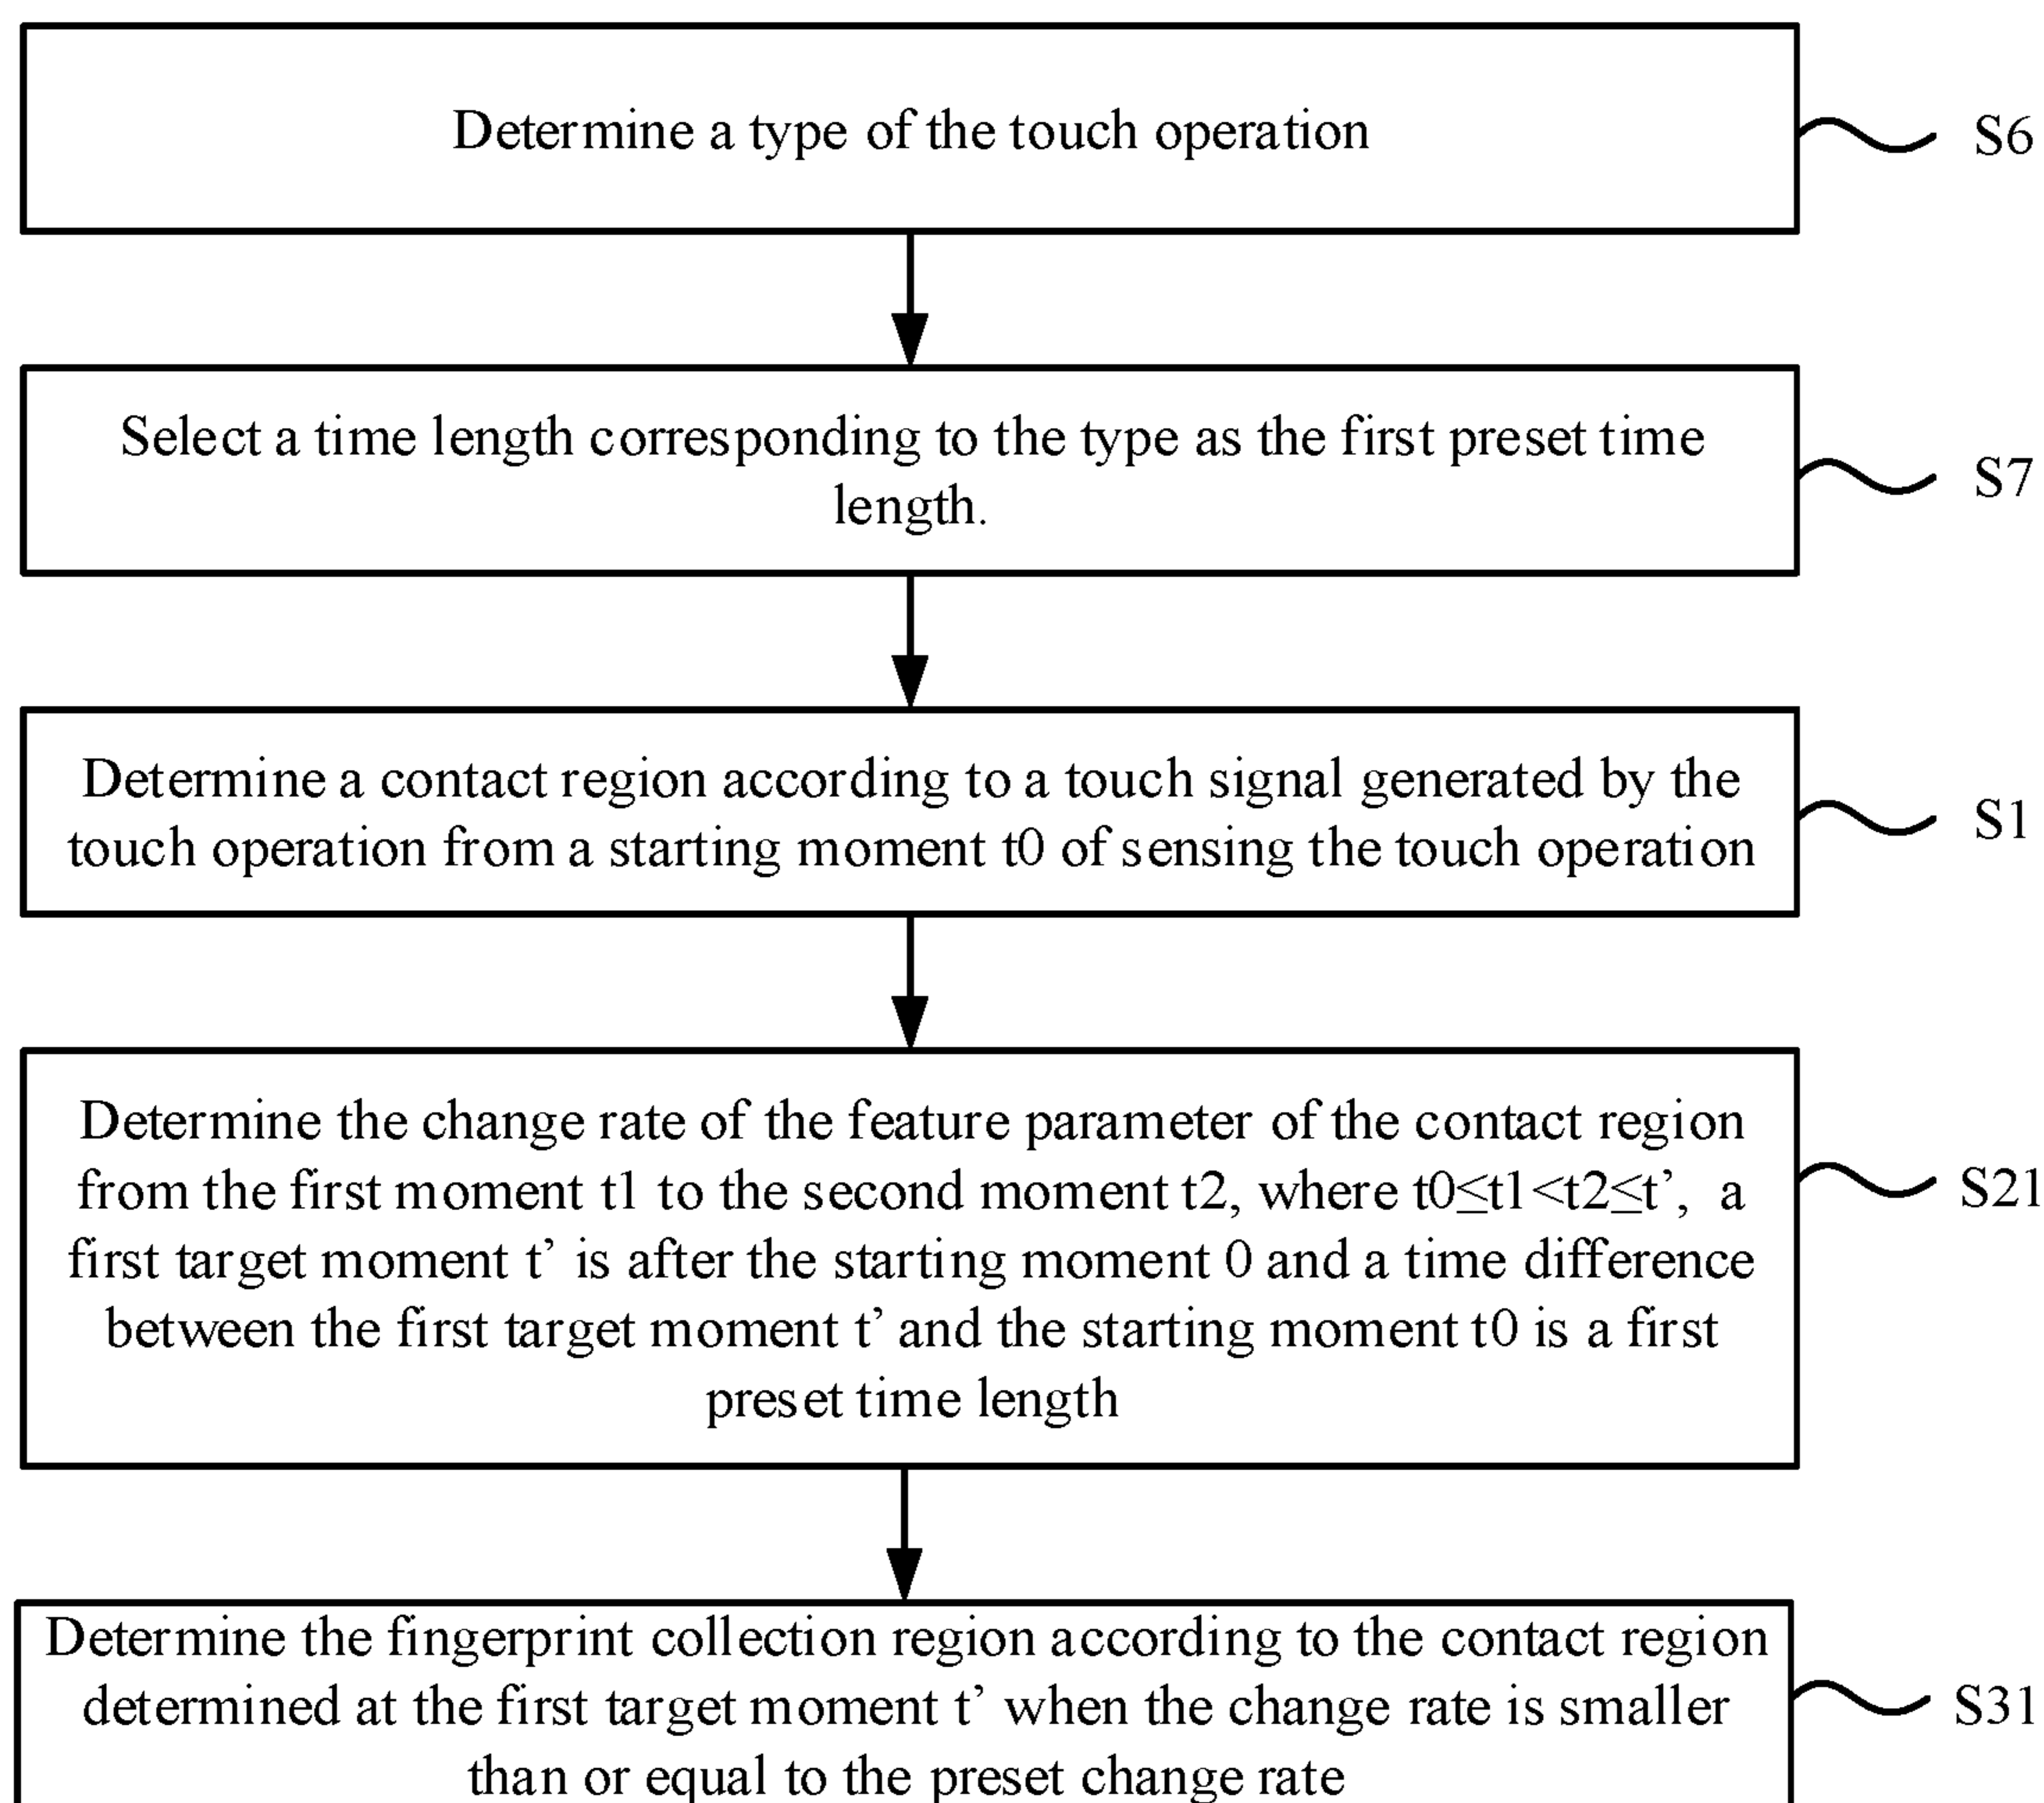 Determine a type of the touch operation
S6
Select a time length corresponding to the type as the first preset time
length.
S7
Determine a contact region according to a touch signal generated by the
touch operation from a starting moment t0 of sensing the touch operation
S1
Determine the change rate of the feature parameter of the contact region
from the first moment t1 to the second moment t2, where t0≤t1<t2≤t’, a
first target moment t’ is after the starting moment 0 and a time difference
between the first target moment t’ and the starting moment t0 is a first
preset time length
S21
Determine the fingerprint collection region according to the contact region
determined at the first target moment t’ when the change rate is smaller
than or equal to the preset change rate
S31